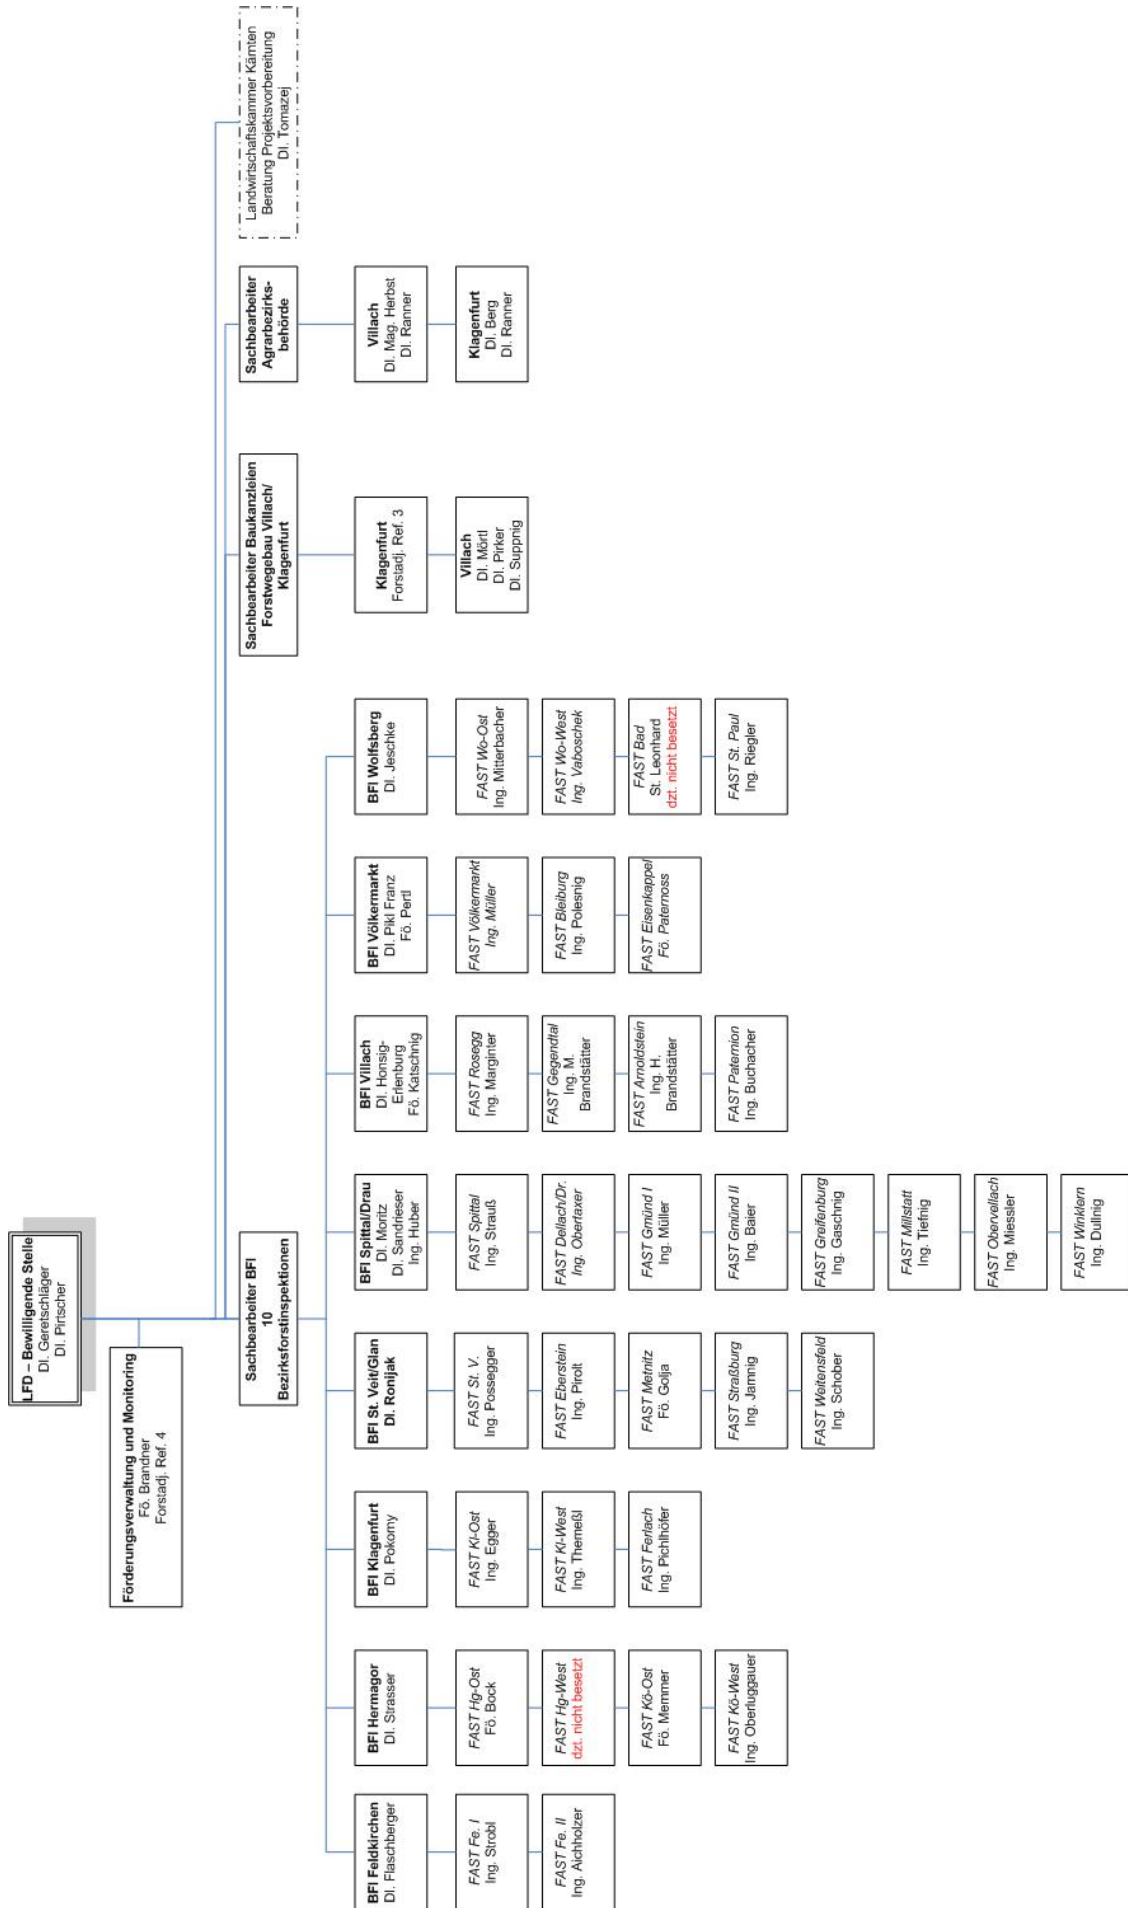 LFD – Bewilligende Stelle
DI. Geretschläger
DI. Pirtscher
Förderungsverwaltung und Monitoring
Fö. Brandner
Forstadj. Ref. 4
Sachbearbeiter BFI
10
Bezirksforstinspektionen
Sachbearbeiter Baukanzleien
Forstwegebau Villach/
Klagenfurt
Sachbearbeiter
Agrarbezirks-
behörde
Landwirtschaftskammer Kärnten
Beratung Projektsvorbereitung
DI. Tomazej
BFI Feldkirchen
DI. Flaschberger
FAST Fe. I
Ing. Strobl
FAST Fe. II
Ing. Aichholzer
BFI Hermagor
DI. Strasser
FAST Hg-Ost
Fö. Bock
FAST Hg-West
dzt. nicht besetzt
FAST Kö-Ost
Fö. Memmer
FAST Kö-West
Ing. Oberluggauer
BFI Klagenfurt
DI. Pokorny
FAST Kl-Ost
Ing. Egger
FAST Kl-West
Ing. Themeßl
FAST Ferlach
Ing. Pichlhöfer
BFI St. Veit/Glan
DI. Ronijak
FAST St. V.
Ing. Possegger
FAST Eberstein
Ing. Pirolt
FAST Metnitz
Fö. Golja
FAST Straßburg
Ing. Jamnig
FAST Weitensfeld
Ing. Schober
BFI Spittal/Drau
DI. Moritz
DI. Sandrieser
Ing. Huber
FAST Spittal
Ing. Strauß
FAST Dellach/Dr.
Ing. Obertaxer
FAST Gmünd I
Ing. Müller
FAST Gmünd II
Ing. Baier
FAST Greifenburg
Ing. Gaschnig
FAST Millstatt
Ing. Tiefnig
FAST Obervellach
Ing. Miessler
FAST Winklern
Ing. Dullnig
BFI Villach
DI. Honsig-
Erlenburg
Fö. Katschnig
FAST Rosegg
Ing. Marginter
FAST Gegendtal
Ing. M.
Brandstätter
FAST Arnoldstein
Ing. H.
Brandstätter
FAST Paternion
Ing. Buchacher
BFI Völkermarkt
DI. Pikl Franz
Fö. Pertl
FAST Völkermarkt
Ing. Müller
FAST Bleiburg
Ing. Polesnig
FAST Eisenkappel
Fö. Paternoss
BFI Wolfsberg
DI. Jeschke
FAST Wo-Ost
Ing. Mitterbacher
FAST Wo-West
Ing. Vaboschek
FAST Bad
St. Leonhard
dzt. nicht besetzt
FAST St. Paul
Ing. Riegler
Klagenfurt
Forstadj. Ref. 3
Villach
DI. Mörtl
DI. Pirker
DI. Suppnig
Villach
DI. Mag. Herbst
DI. Ranner
Klagenfurt
DI. Berg
DI. Ranner